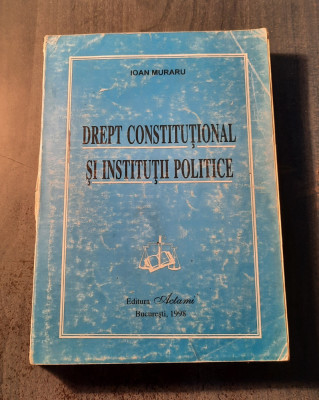 IOAN MURARU
DREPT CONSTITUȚIONAL
ȘI INSTITUȚII POLITICE
Editura Actami
București, 1998